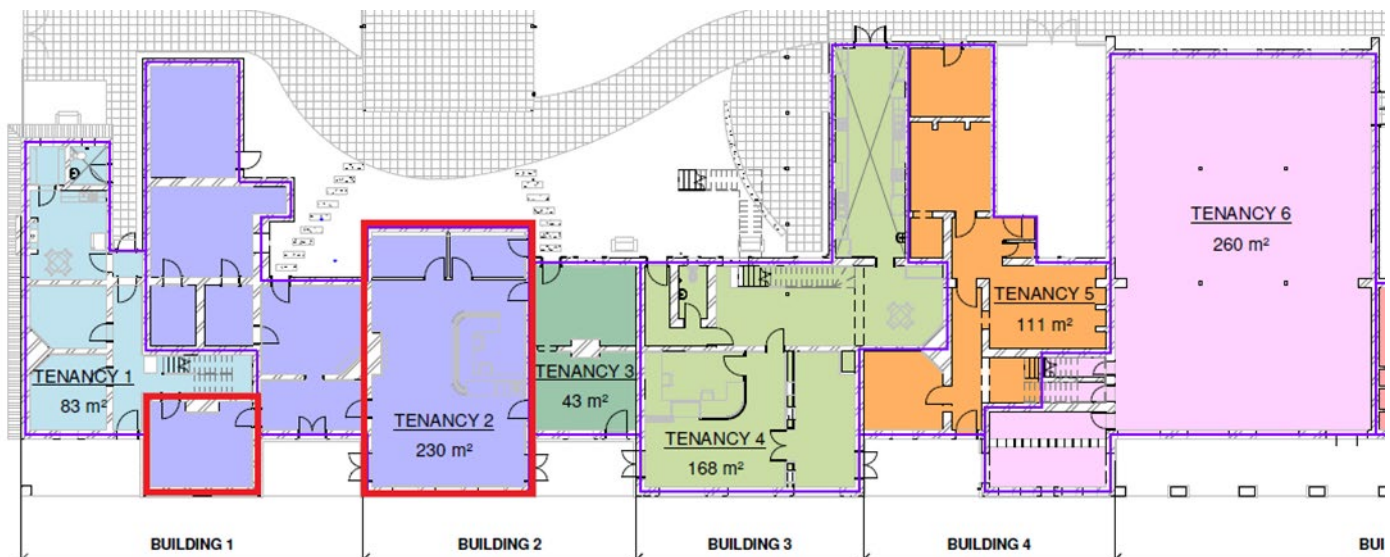 TENANCY 6
260 m²
TENANCY 5
111 m²
TENANCY 1
83 m²
TENANCY 3
43 m²
TENANCY 2
230 m²
TENANCY 4
168 m²
BUILDING 1
BUILDING 2
BUILDING 3
BUILDING 4
BUI